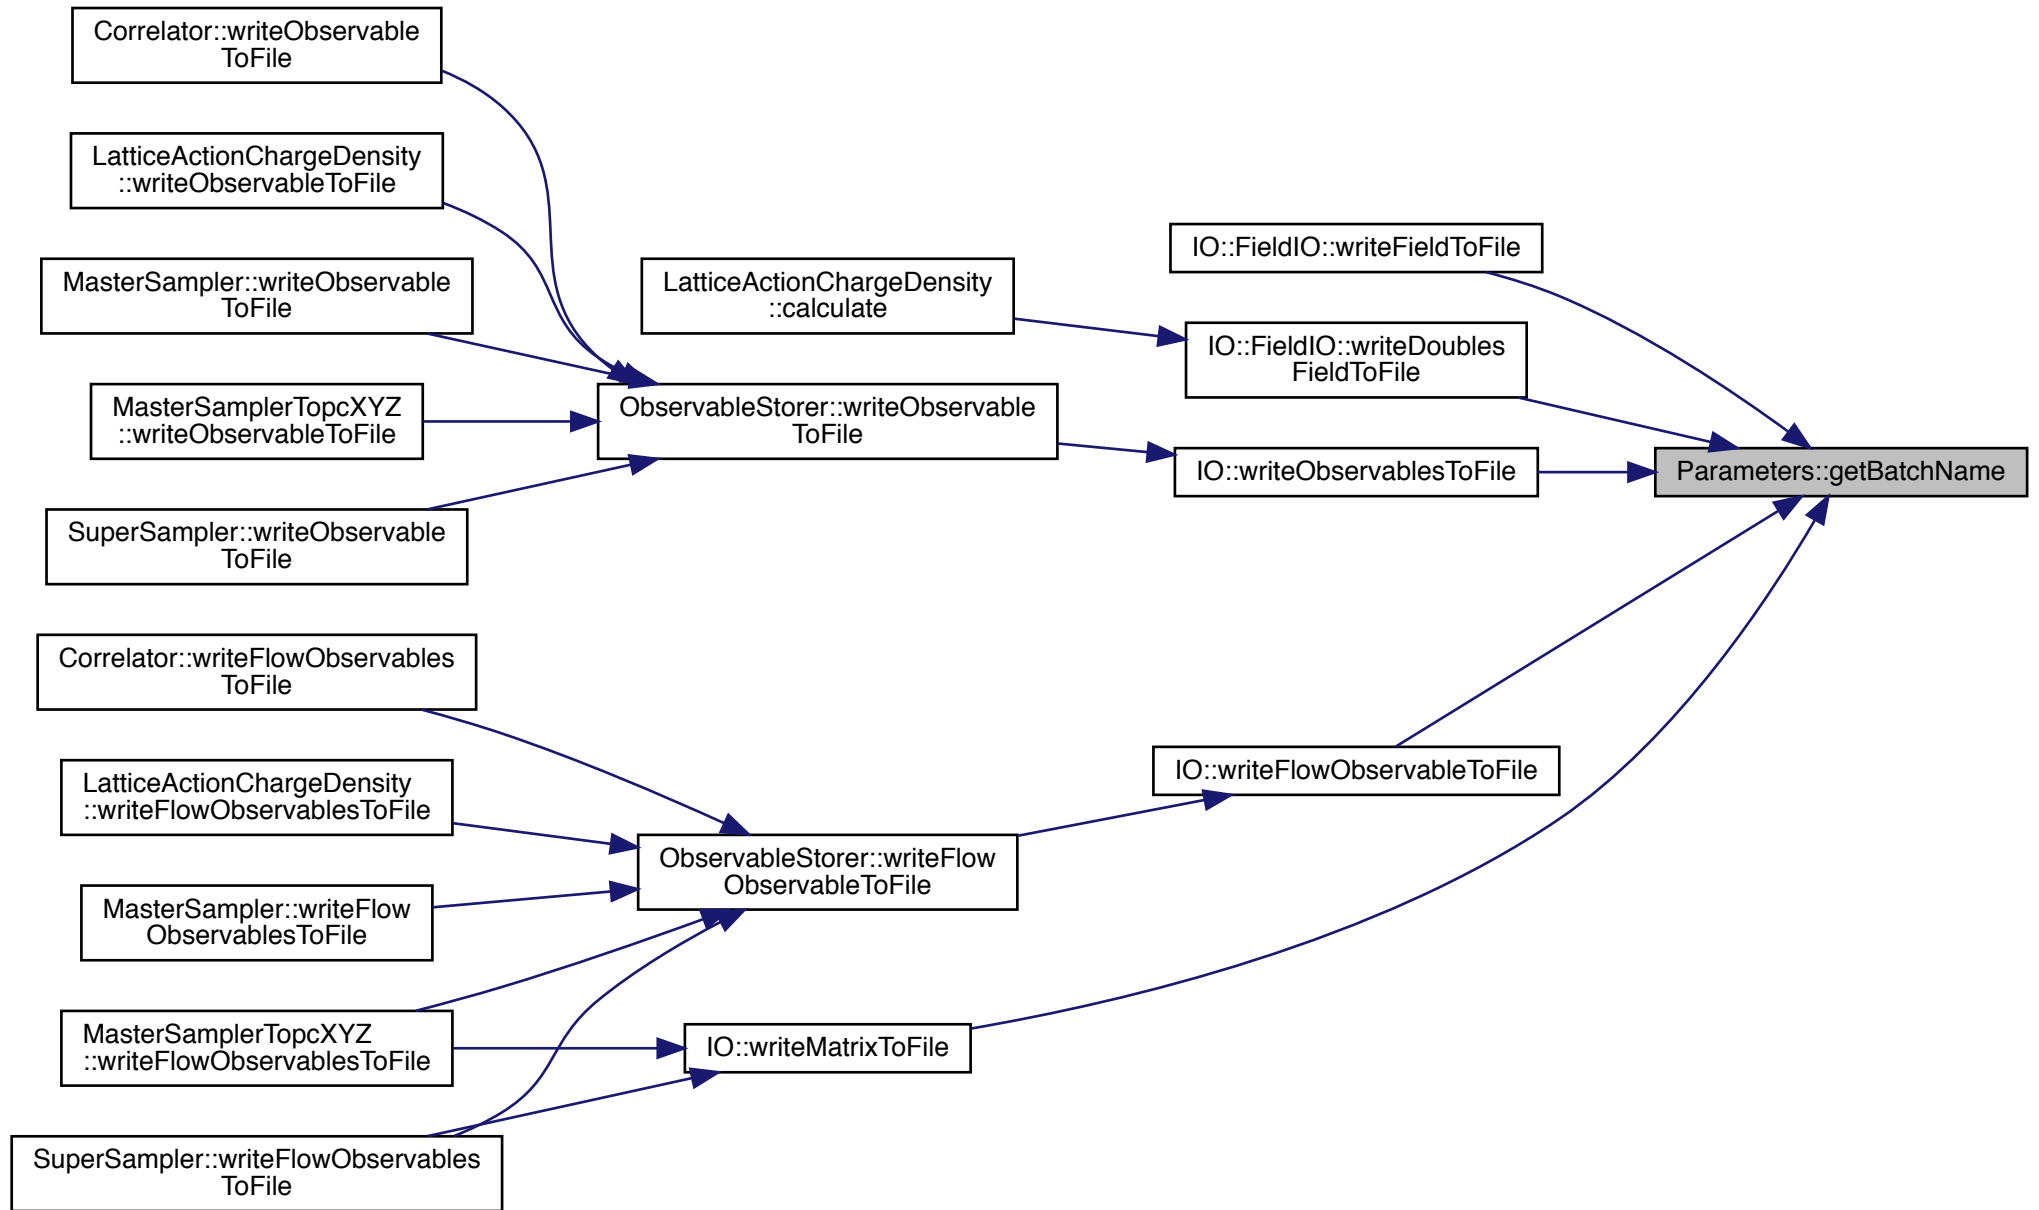 Correlator::writeObservable
ToFile
LatticeActionChargeDensity
::writeObservableToFile
MasterSampler::writeObservable
ToFile
MasterSamplerTopcXYZ
::writeObservableToFile
SuperSampler::writeObservable
ToFile
Correlator::writeFlowObservables
ToFile
LatticeActionChargeDensity
::writeFlowObservablesToFile
MasterSampler::writeFlow
ObservablesToFile
MasterSamplerTopcXYZ
::writeFlowObservablesToFile
SuperSampler::writeFlowObservables
ToFile
LatticeActionChargeDensity
::calculate
ObservableStorer::writeObservable
ToFile
ObservableStorer::writeFlow
ObservableToFile
IO::writeMatrixToFile
IO::FieldIO::writeFieldToFile
IO::FieldIO::writeDoubles
FieldToFile
IO::writeObservablesToFile
IO::writeFlowObservableToFile
Parameters::getBatchName